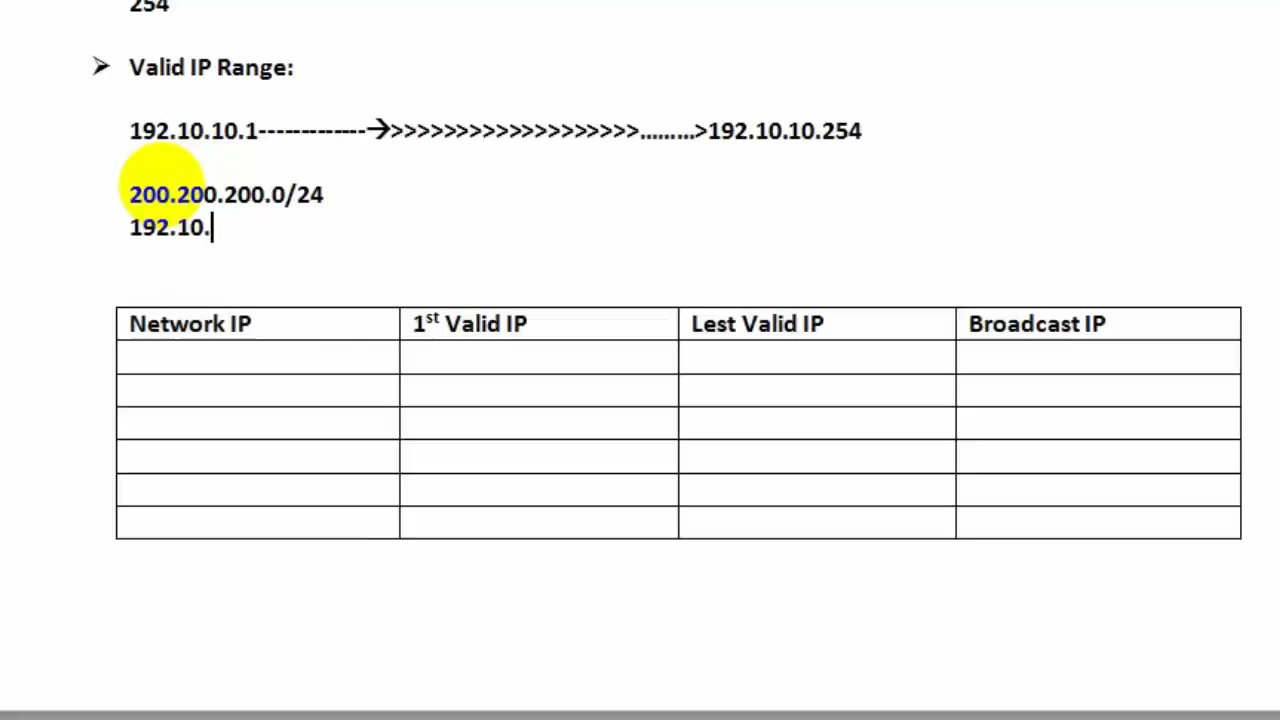 254
Valid IP Range:
192.10.10.1-------------→>>>>>>>>>>>>>>>>>>>.........>192.10.10.254
200.200.200.0/24
192.10.
Network IP 1st Valid IP Lest Valid IP Broadcast IP